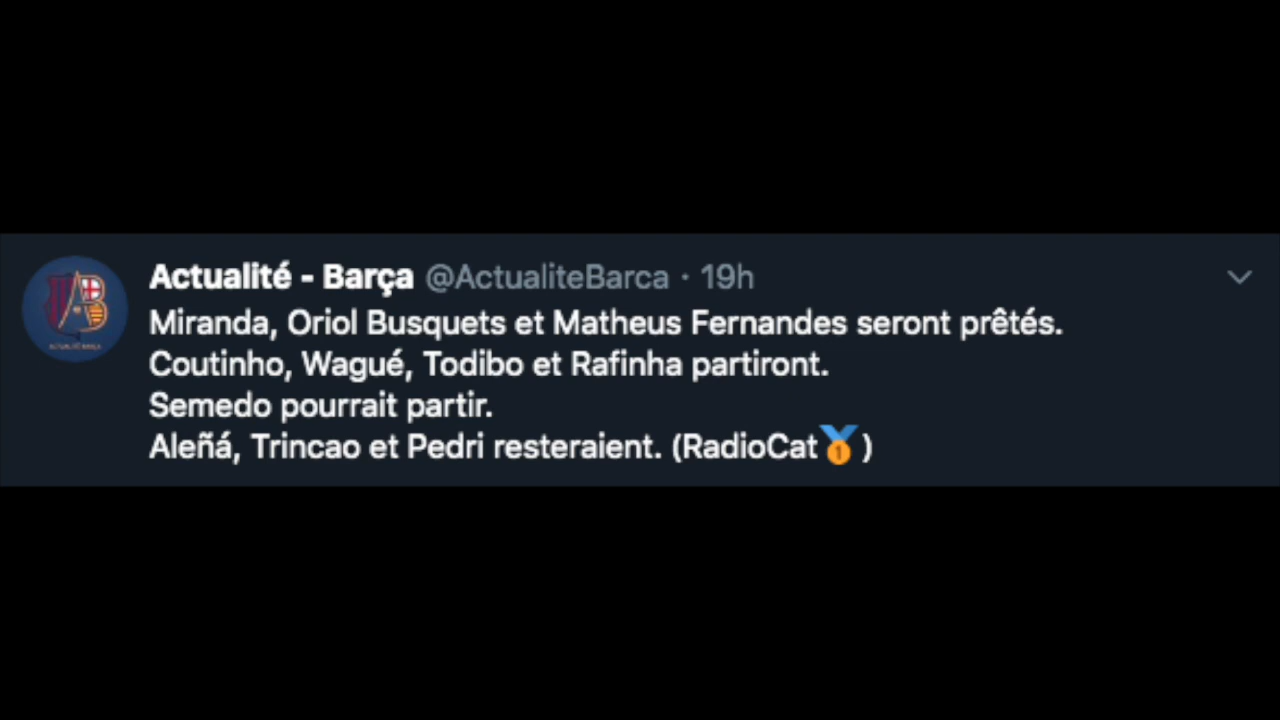 Actualité - Barça @ActualiteBarca · 19h
Miranda, Oriol Busquets et Matheus Fernandes seront prêtés.
Coutinho, Wagué, Todibo et Rafinha partiront.
Semedo pourrait partir.
Aleñá, Trincao et Pedri resteraient. (RadioCat🥇)